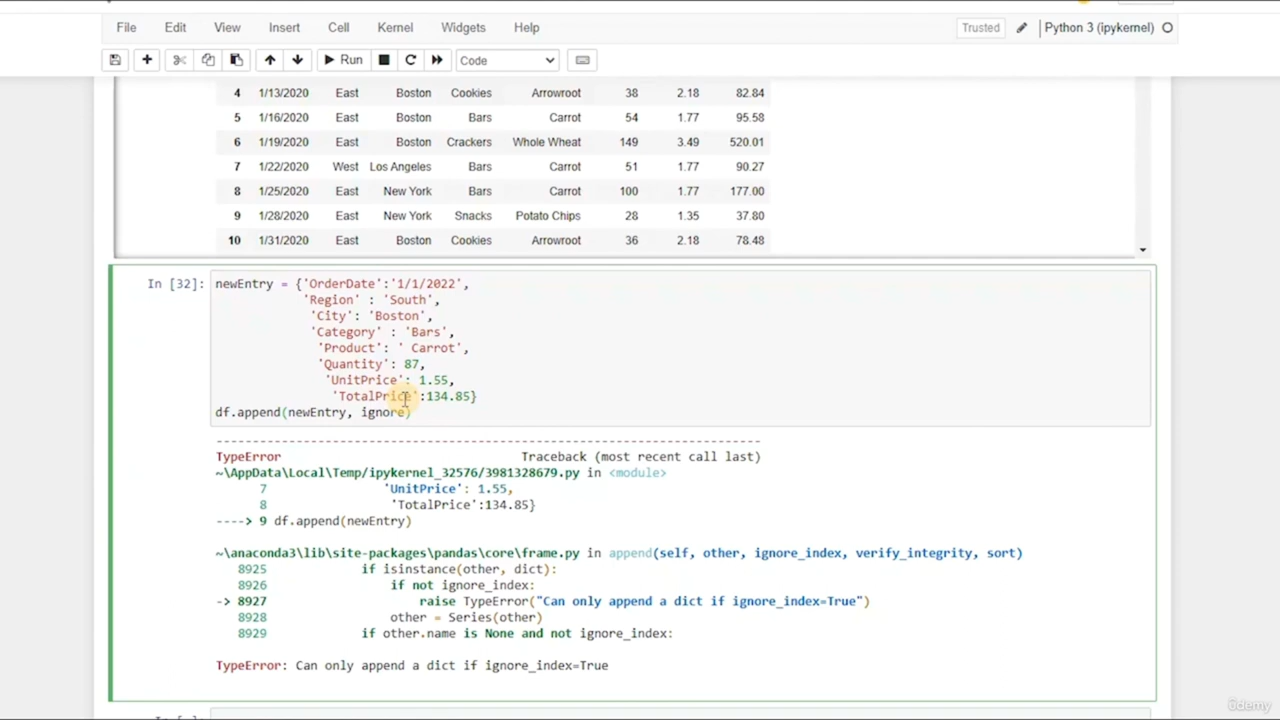 File Edit View Insert Cell Kernel Widgets Help Trusted Python 3 (ipykernel)
Run Code
4 1/13/2020 East Boston Cookies Arrowroot 38 2.18 82.84
5 1/16/2020 East Boston Bars Carrot 54 1.77 95.58
6 1/19/2020 East Boston Crackers Whole Wheat 149 3.49 520.01
7 1/22/2020 West Los Angeles Bars Carrot 51 1.77 90.27
8 1/25/2020 East New York Bars Carrot 100 1.77 177.00
9 1/28/2020 East New York Snacks Potato Chips 28 1.35 37.80
10 1/31/2020 East Boston Cookies Arrowroot 36 2.18 78.48
In [32]: newEntry = {'OrderDate':'1/1/2022',
'Region' : 'South',
'City': 'Boston',
'Category' : 'Bars',
'Product': ' Carrot',
'Quantity': 87,
'UnitPrice': 1.55,
'TotalPrice':134.85}
df.append(newEntry, ignore)
---------------------------------------------------------------------------
TypeError Traceback (most recent call last)
~\AppData\Local\Temp/ipykernel_32576/3981328679.py in <module>
7 'UnitPrice': 1.55,
8 'TotalPrice':134.85}
----> 9 df.append(newEntry)
~\anaconda3\lib\site-packages\pandas\core\frame.py in append(self, other, ignore_index, verify_integrity, sort)
8925 if isinstance(other, dict):
8926 if not ignore_index:
-> 8927 raise TypeError("Can only append a dict if ignore_index=True")
8928 other = Series(other)
8929 if other.name is None and not ignore_index:
TypeError: Can only append a dict if ignore_index=True
ûdemy